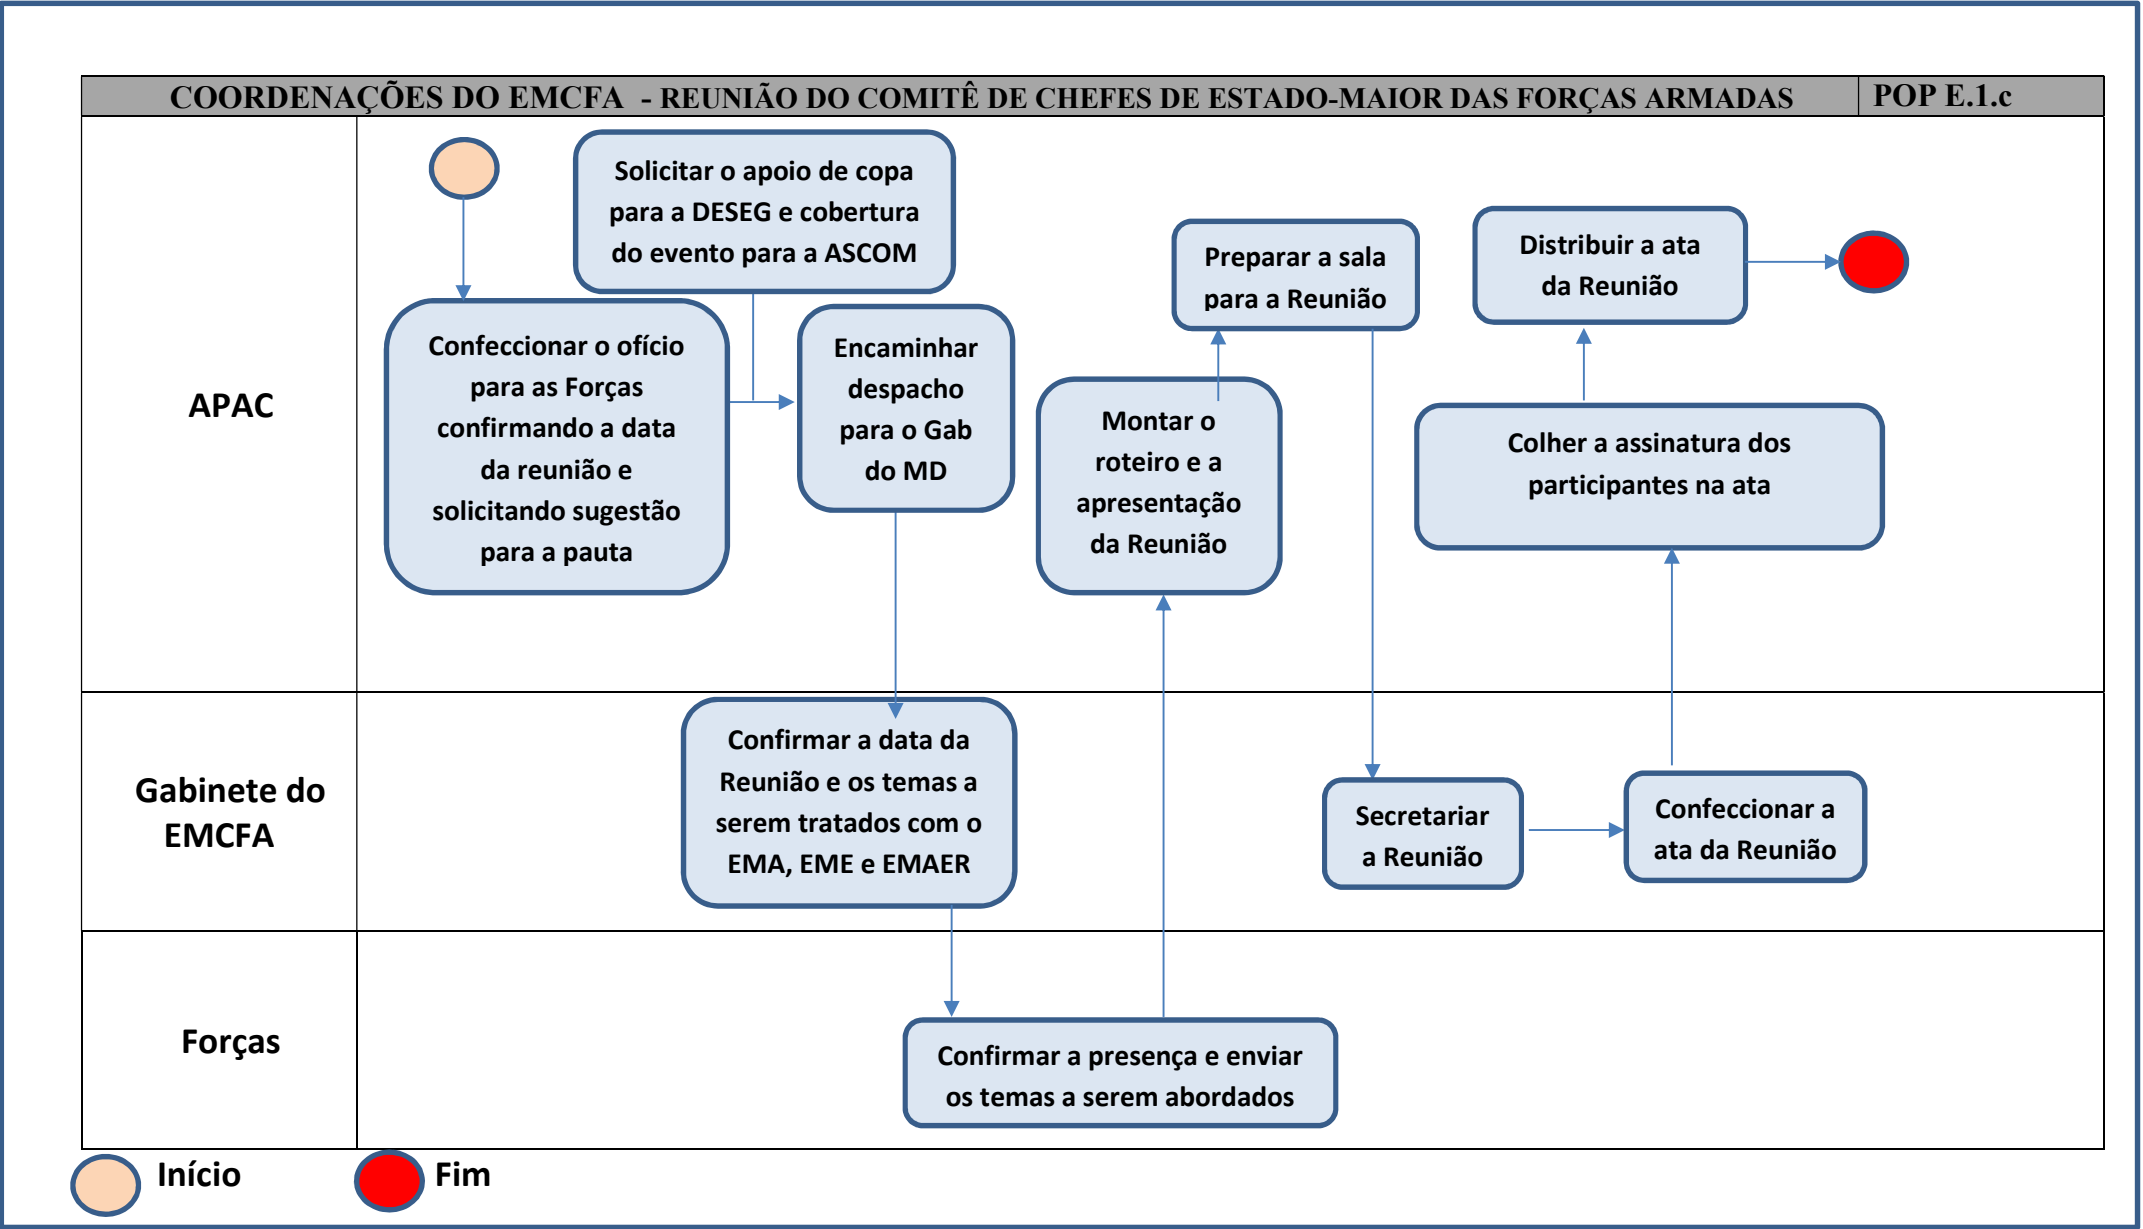 COORDENAÇÕES DO EMCFA - REUNIÃO DO COMITÊ DE CHEFES DE ESTADO-MAIOR DAS FORÇAS ARMADAS
POP E.1.c
APAC
Solicitar o apoio de copa
para a DESEG e cobertura
do evento para a ASCOM
Confeccionar o ofício
para as Forças
confirmando a data
da reunião e
solicitando sugestão
para a pauta
Encaminhar
despacho
para o Gab
do MD
Montar o
roteiro e a
apresentação
da Reunião
Preparar a sala
para a Reunião
Distribuir a ata
da Reunião
Colher a assinatura dos
participantes na ata
Gabinete do
EMCFA
Confirmar a data da
Reunião e os temas a
serem tratados com o
EMA, EME e EMAER
Secretariar
a Reunião
Confeccionar a
ata da Reunião
Forças
Confirmar a presença e enviar
os temas a serem abordados
Início
Fim